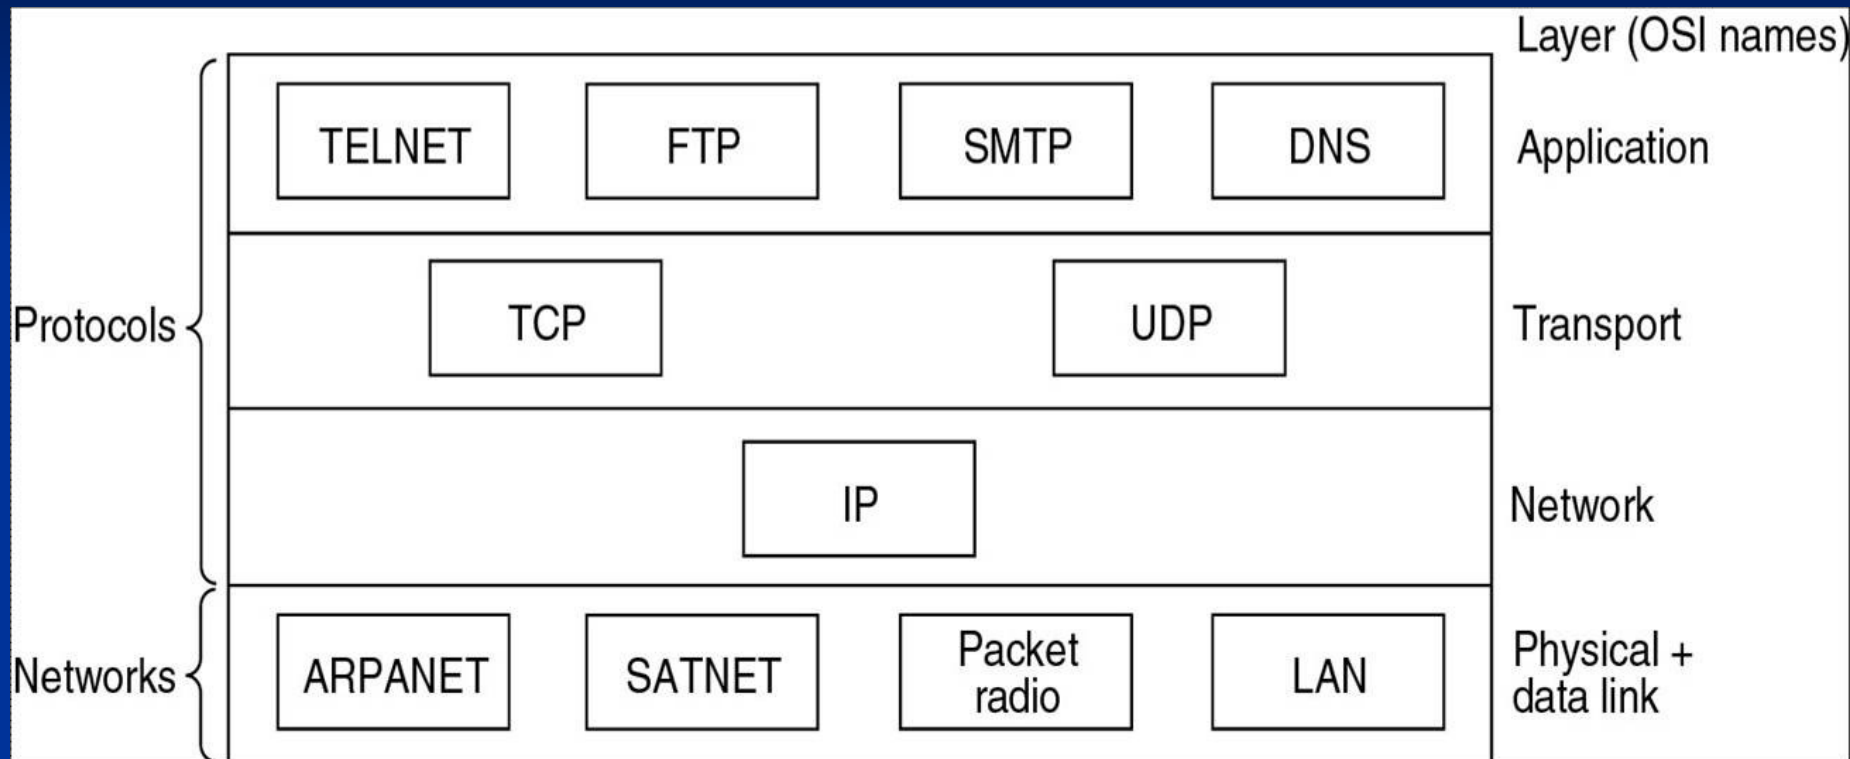 Layer (OSI names)
TELNET
FTP
SMTP
DNS
Application
Protocols
TCP
UDP
Transport
IP
Network
Networks
ARPANET
SATNET
Packet
radio
LAN
Physical +
data link